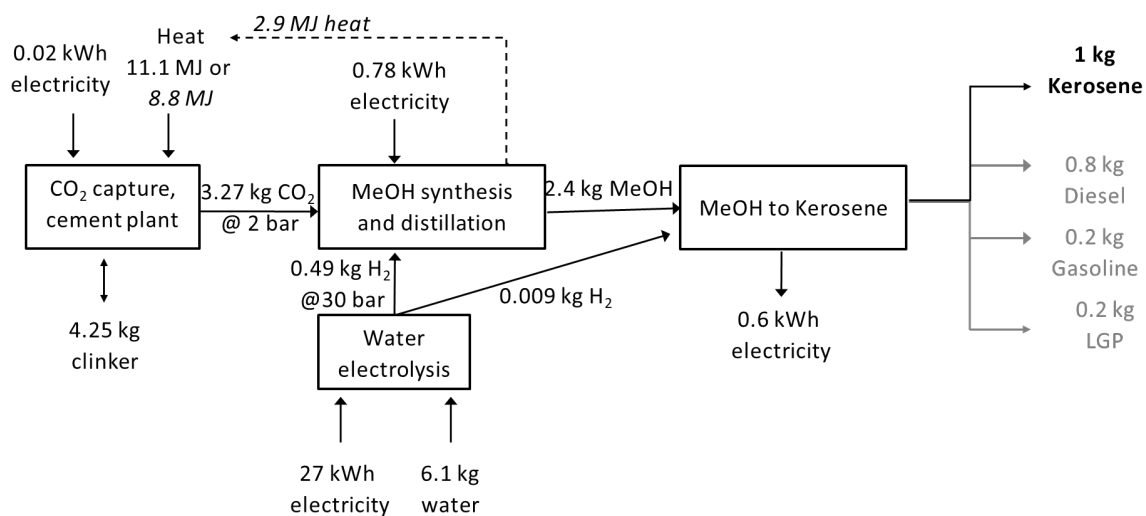 2.9 MJ heat
Heat
11.1 MJ or
8.8 MJ
0.02 kWh
electricity
0.78 kWh
electricity
1 kg
Kerosene
CO₂ capture,
cement plant
3.27 kg CO₂
@ 2 bar
MeOH synthesis
and distillation
2.4 kg MeOH
MeOH to Kerosene
0.8 kg
Diesel
0.2 kg
Gasoline
0.2 kg
LGP
4.25 kg
clinker
0.49 kg H₂
@30 bar
0.009 kg H₂
0.6 kWh
electricity
Water
electrolysis
27 kWh
electricity
6.1 kg
water